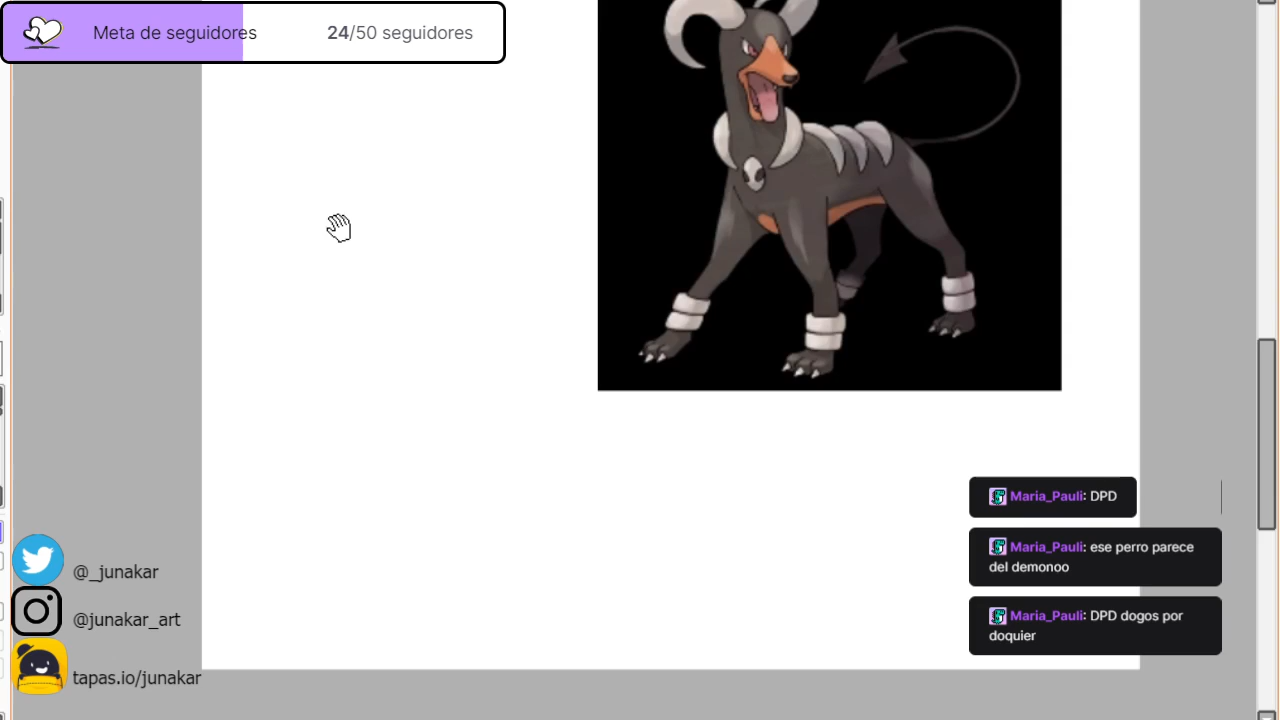 Meta de seguidores 24/50 seguidores
Maria_Pauli: DPD
Maria_Pauli: ese perro parece
del demonoo
Maria_Pauli: DPD dogos por
doquier
@_junakar
@junakar_art
tapas.io/junakar